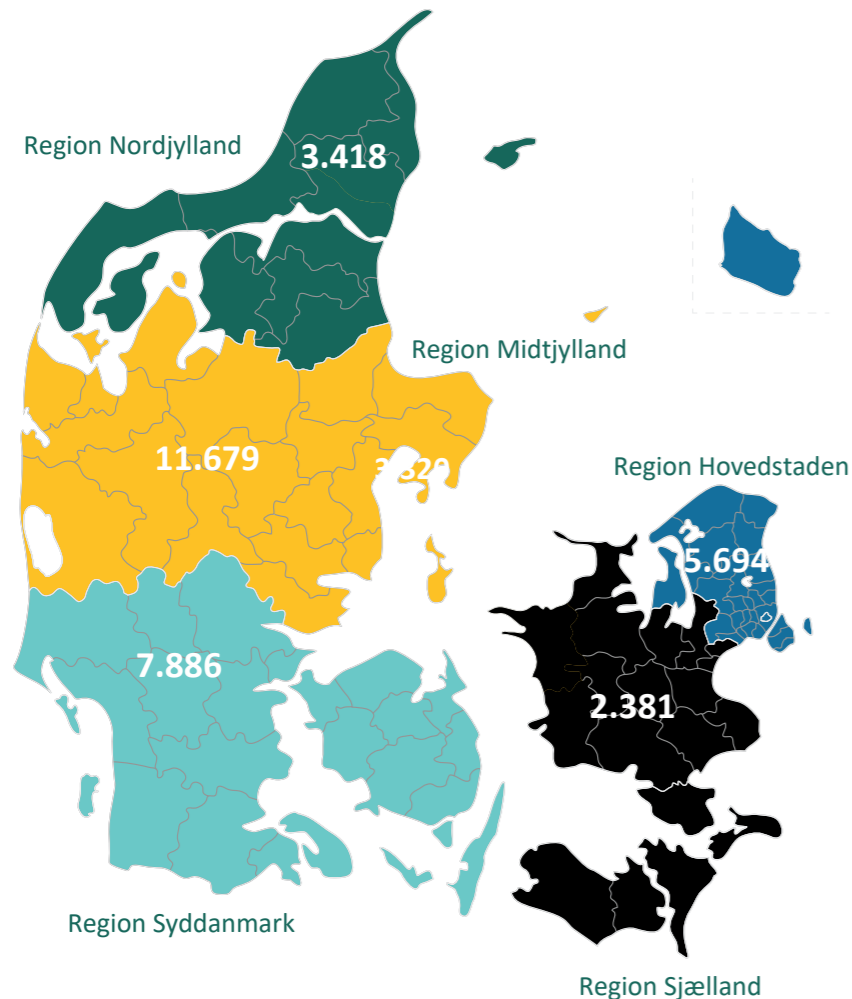 Region Nordjylland
3.418
Region Midtjylland
11.679
Region Hovedstaden
5.694
7.886
2.381
Region Syddanmark
Region Sjælland